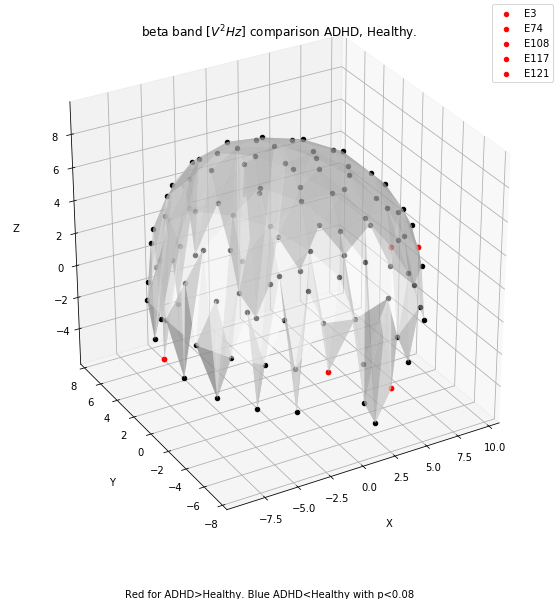 beta band [V²Hz] comparison ADHD, Healthy.
E3
E74
E108
E117
E121
8
6
4
2
0
−2
−4
Z
8
6
4
2
0
−2
−4
−6
−8
Y
−7.5
−5.0
−2.5
0.0
2.5
5.0
7.5
10.0
X
Red for ADHD>Healthy. Blue ADHD<Healthy with p<0.08